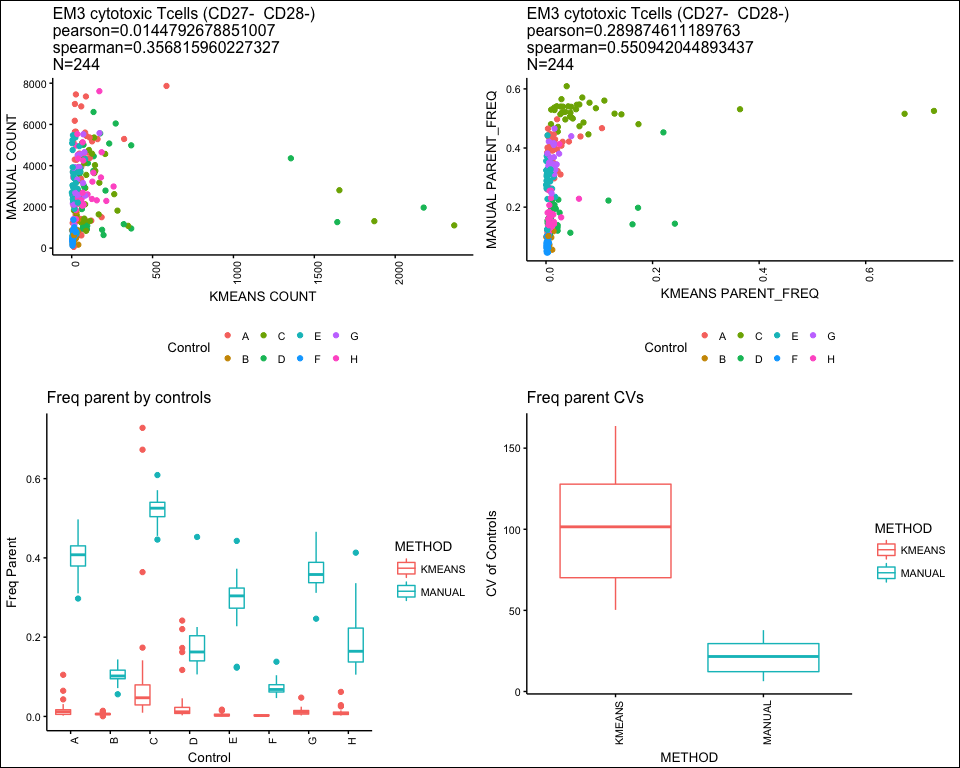 EM3 cytotoxic Tcells (CD27-  CD28-)
pearson=0.0144792678851007
spearman=0.356815960227327
N=244
MANUAL COUNT
8000
6000
4000
2000
0
0
500
1000
1500
2000
KMEANS COUNT
Control
A
C
E
G
B
D
F
H
EM3 cytotoxic Tcells (CD27-  CD28-)
pearson=0.289874611189763
spearman=0.550942044893437
N=244
MANUAL PARENT_FREQ
0.6
0.4
0.2
0.0
0.2
0.4
0.6
KMEANS PARENT_FREQ
Control
A
C
E
G
B
D
F
H
Freq parent by controls
Freq Parent
0.6
0.4
0.2
0.0
A
B
C
D
E
F
G
H
Control
METHOD
KMEANS
MANUAL
Freq parent CVs
CV of Controls
150
100
50
0
KMEANS
MANUAL
METHOD
METHOD
KMEANS
MANUAL